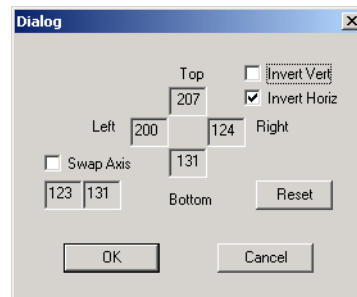 Dialog
Top
Invert Vert
207
Invert Horiz
Left 200 124 Right
131
Swap Axis
123 131
Bottom
Reset
OK Cancel